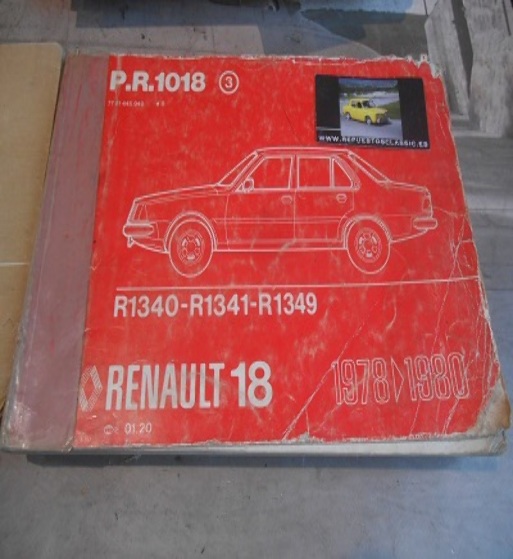 P.R.1018 3
WWW.REPUESTOSCLASSIC.ES
R1340-R1341-R1349
RENAULT 18 1978 1980
01.20